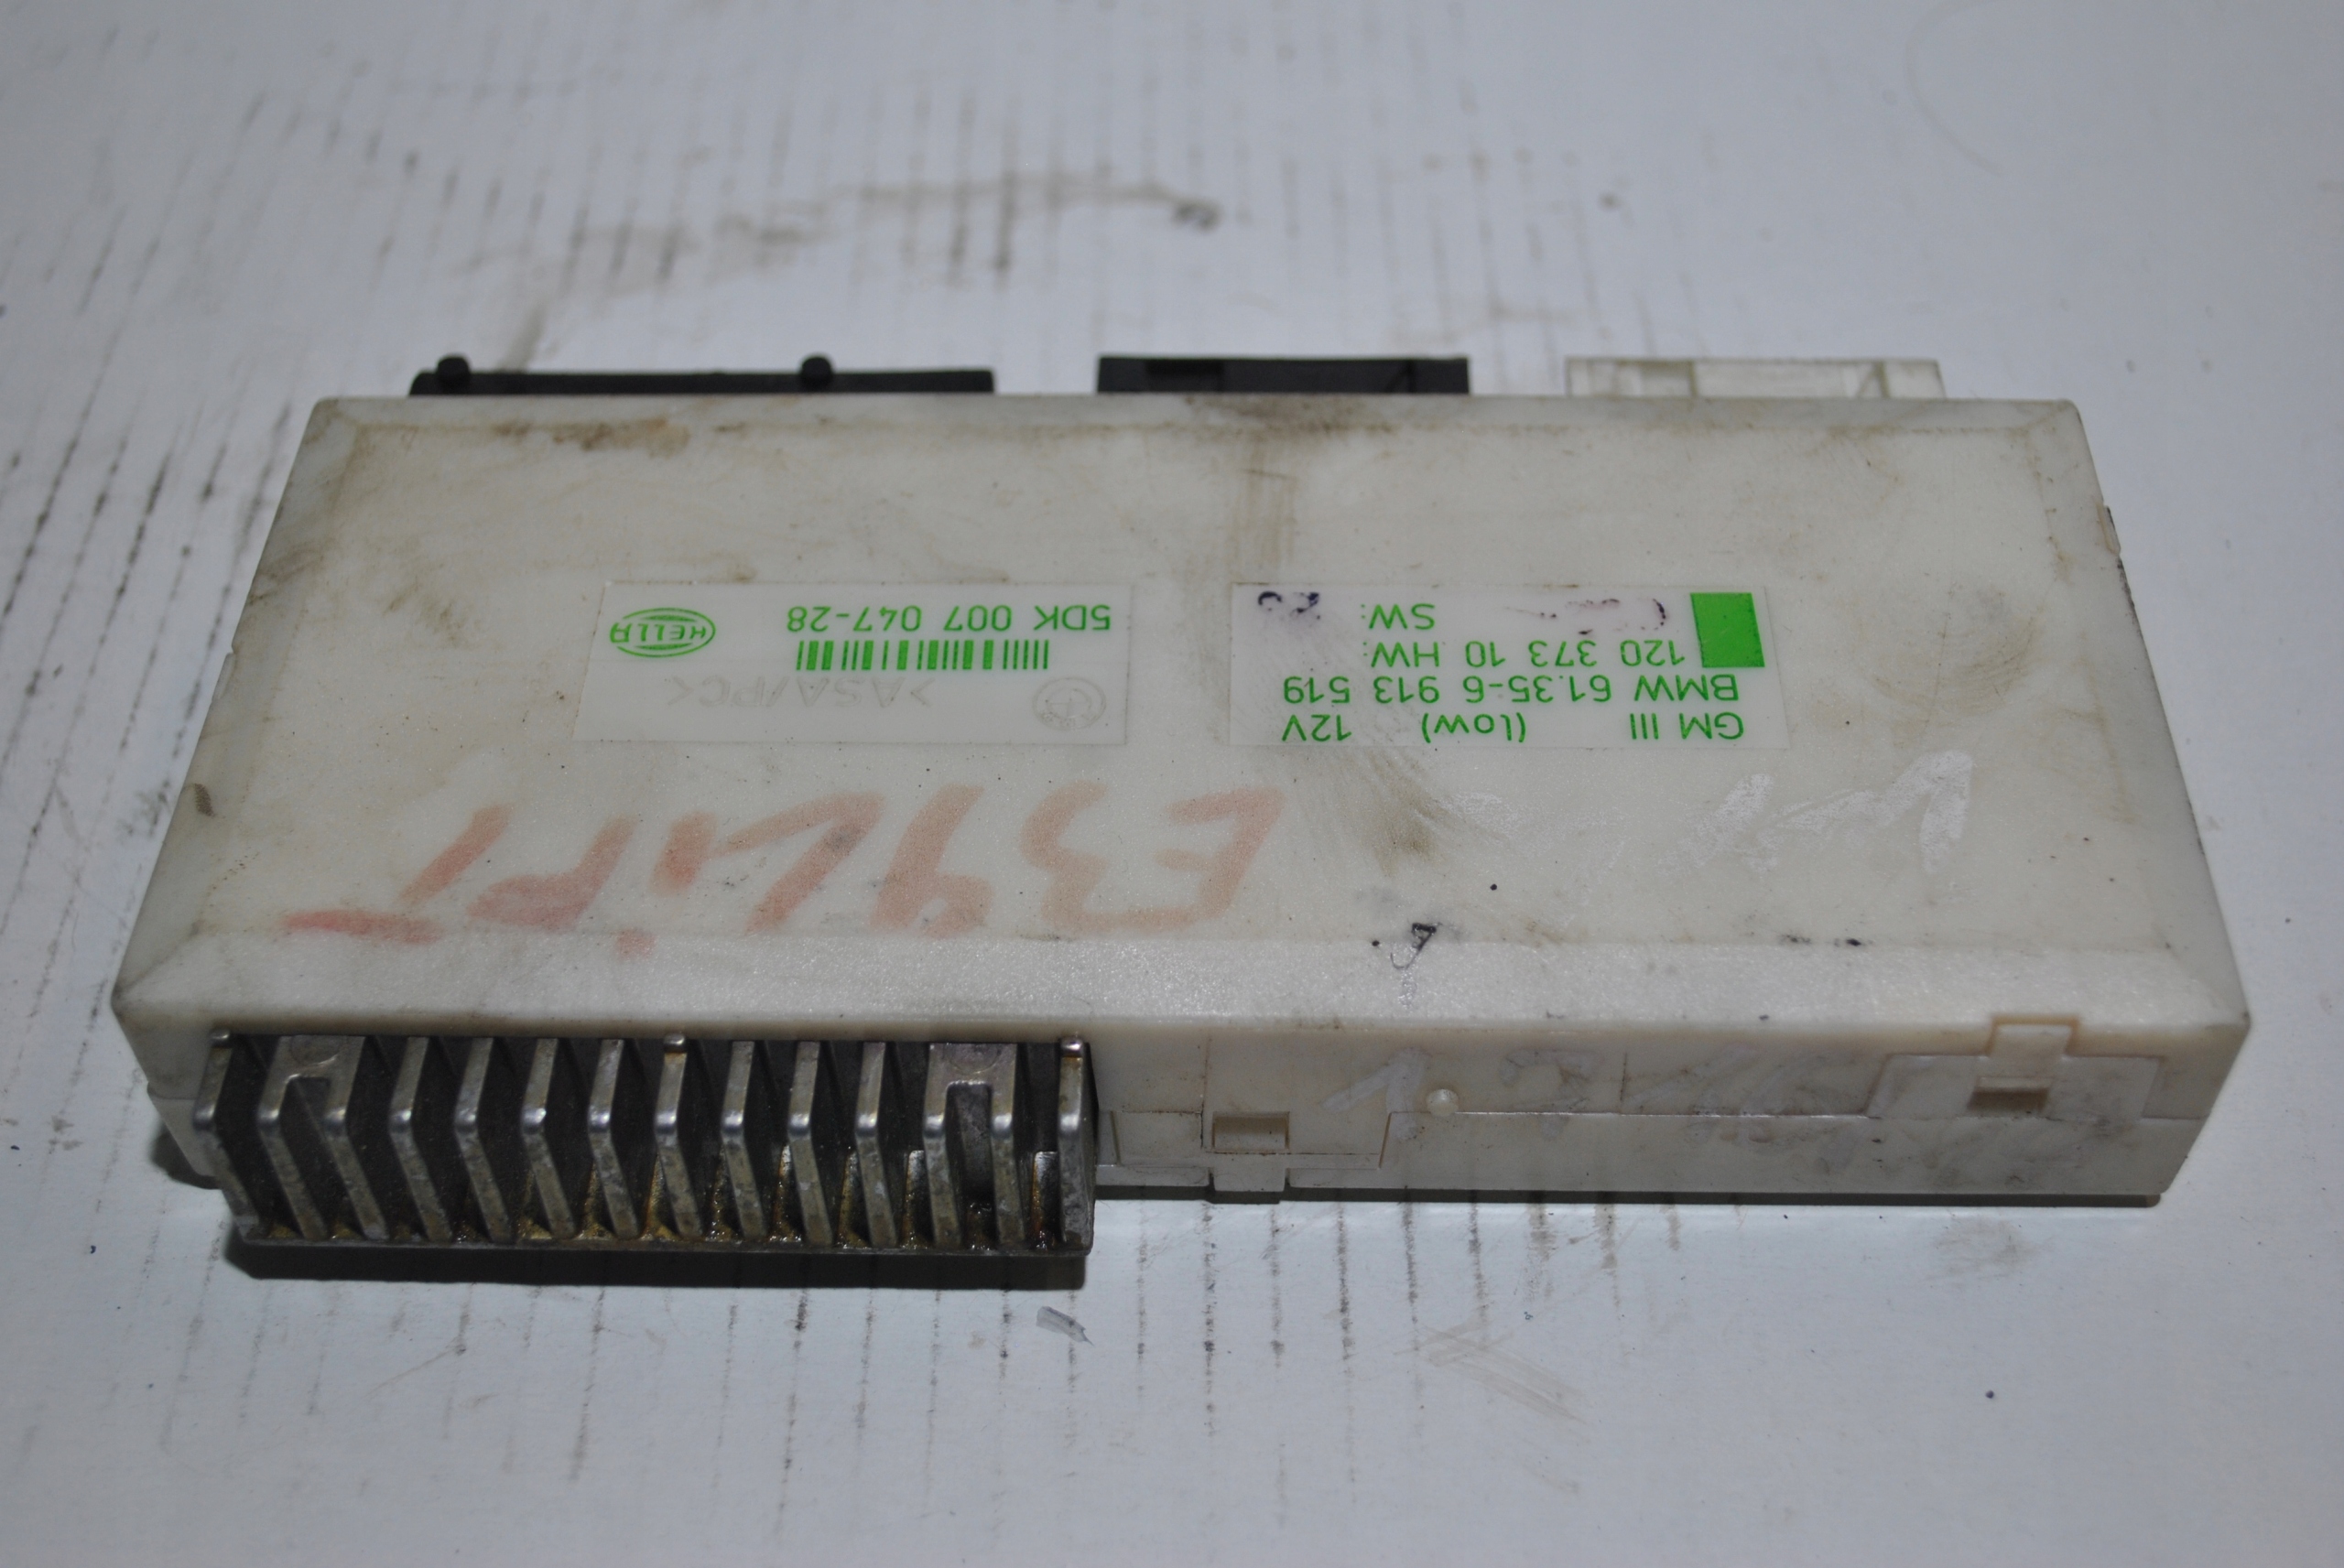 GM III (low) 12V
BMW 61.35-6 913 519
120 373 10 HW:
SW:
>ASA/PC<
5DK 007 047-28
HELLA
E39 LIFT